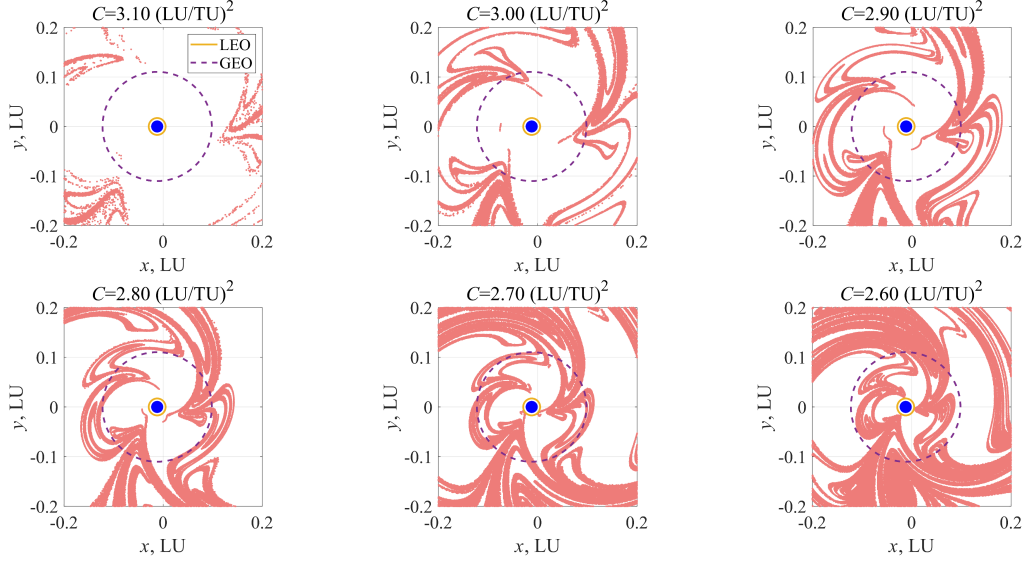 C=3.10 (LU/TU)²
C=3.00 (LU/TU)²
C=2.90 (LU/TU)²
0.2
0.1
0
-0.1
-0.2
y, LU
-0.2
0
0.2
x, LU
LEO
GEO
0.2
0.1
0
-0.1
-0.2
y, LU
-0.2
0
0.2
x, LU
0.2
0.1
0
-0.1
-0.2
y, LU
-0.2
0
0.2
x, LU
C=2.80 (LU/TU)²
C=2.70 (LU/TU)²
C=2.60 (LU/TU)²
0.2
0.1
0
-0.1
-0.2
y, LU
-0.2
0
0.2
x, LU
0.2
0.1
0
-0.1
-0.2
y, LU
-0.2
0
0.2
x, LU
0.2
0.1
0
-0.1
-0.2
y, LU
-0.2
0
0.2
x, LU